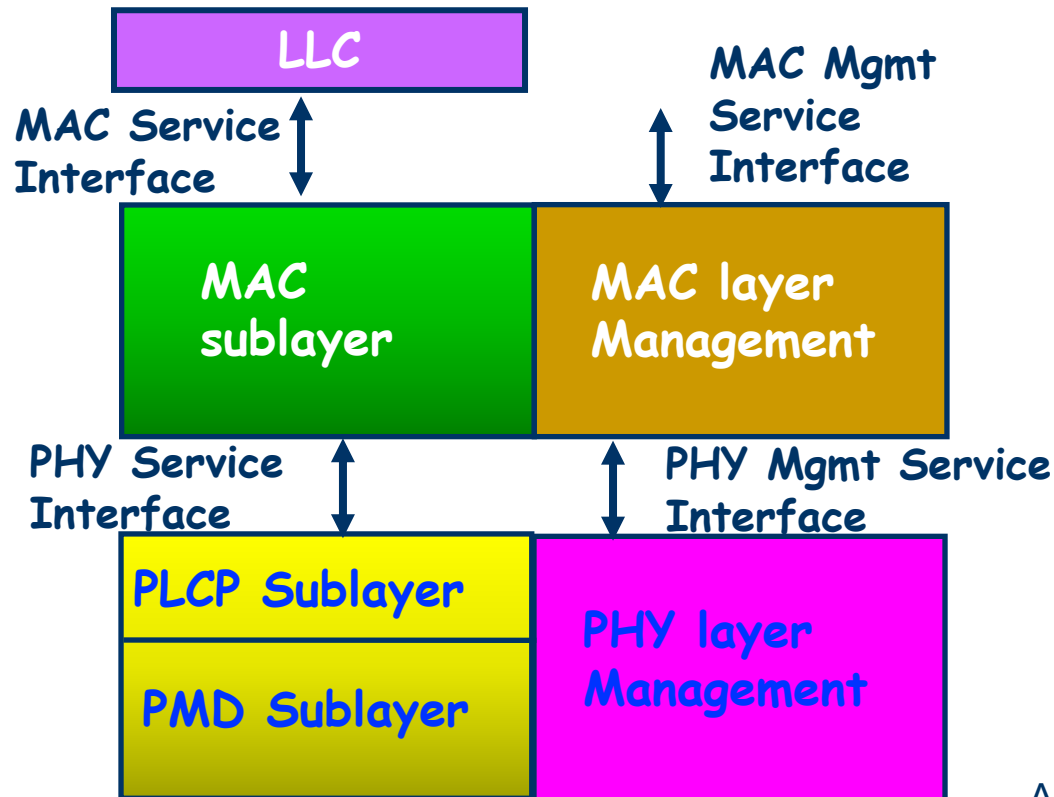 LLC
MAC Mgmt
Service
Interface
MAC Service
Interface
MAC
sublayer
MAC layer
Management
PHY Service
Interface
PHY Mgmt Service
Interface
PLCP Sublayer
PMD Sublayer
PHY layer
Management